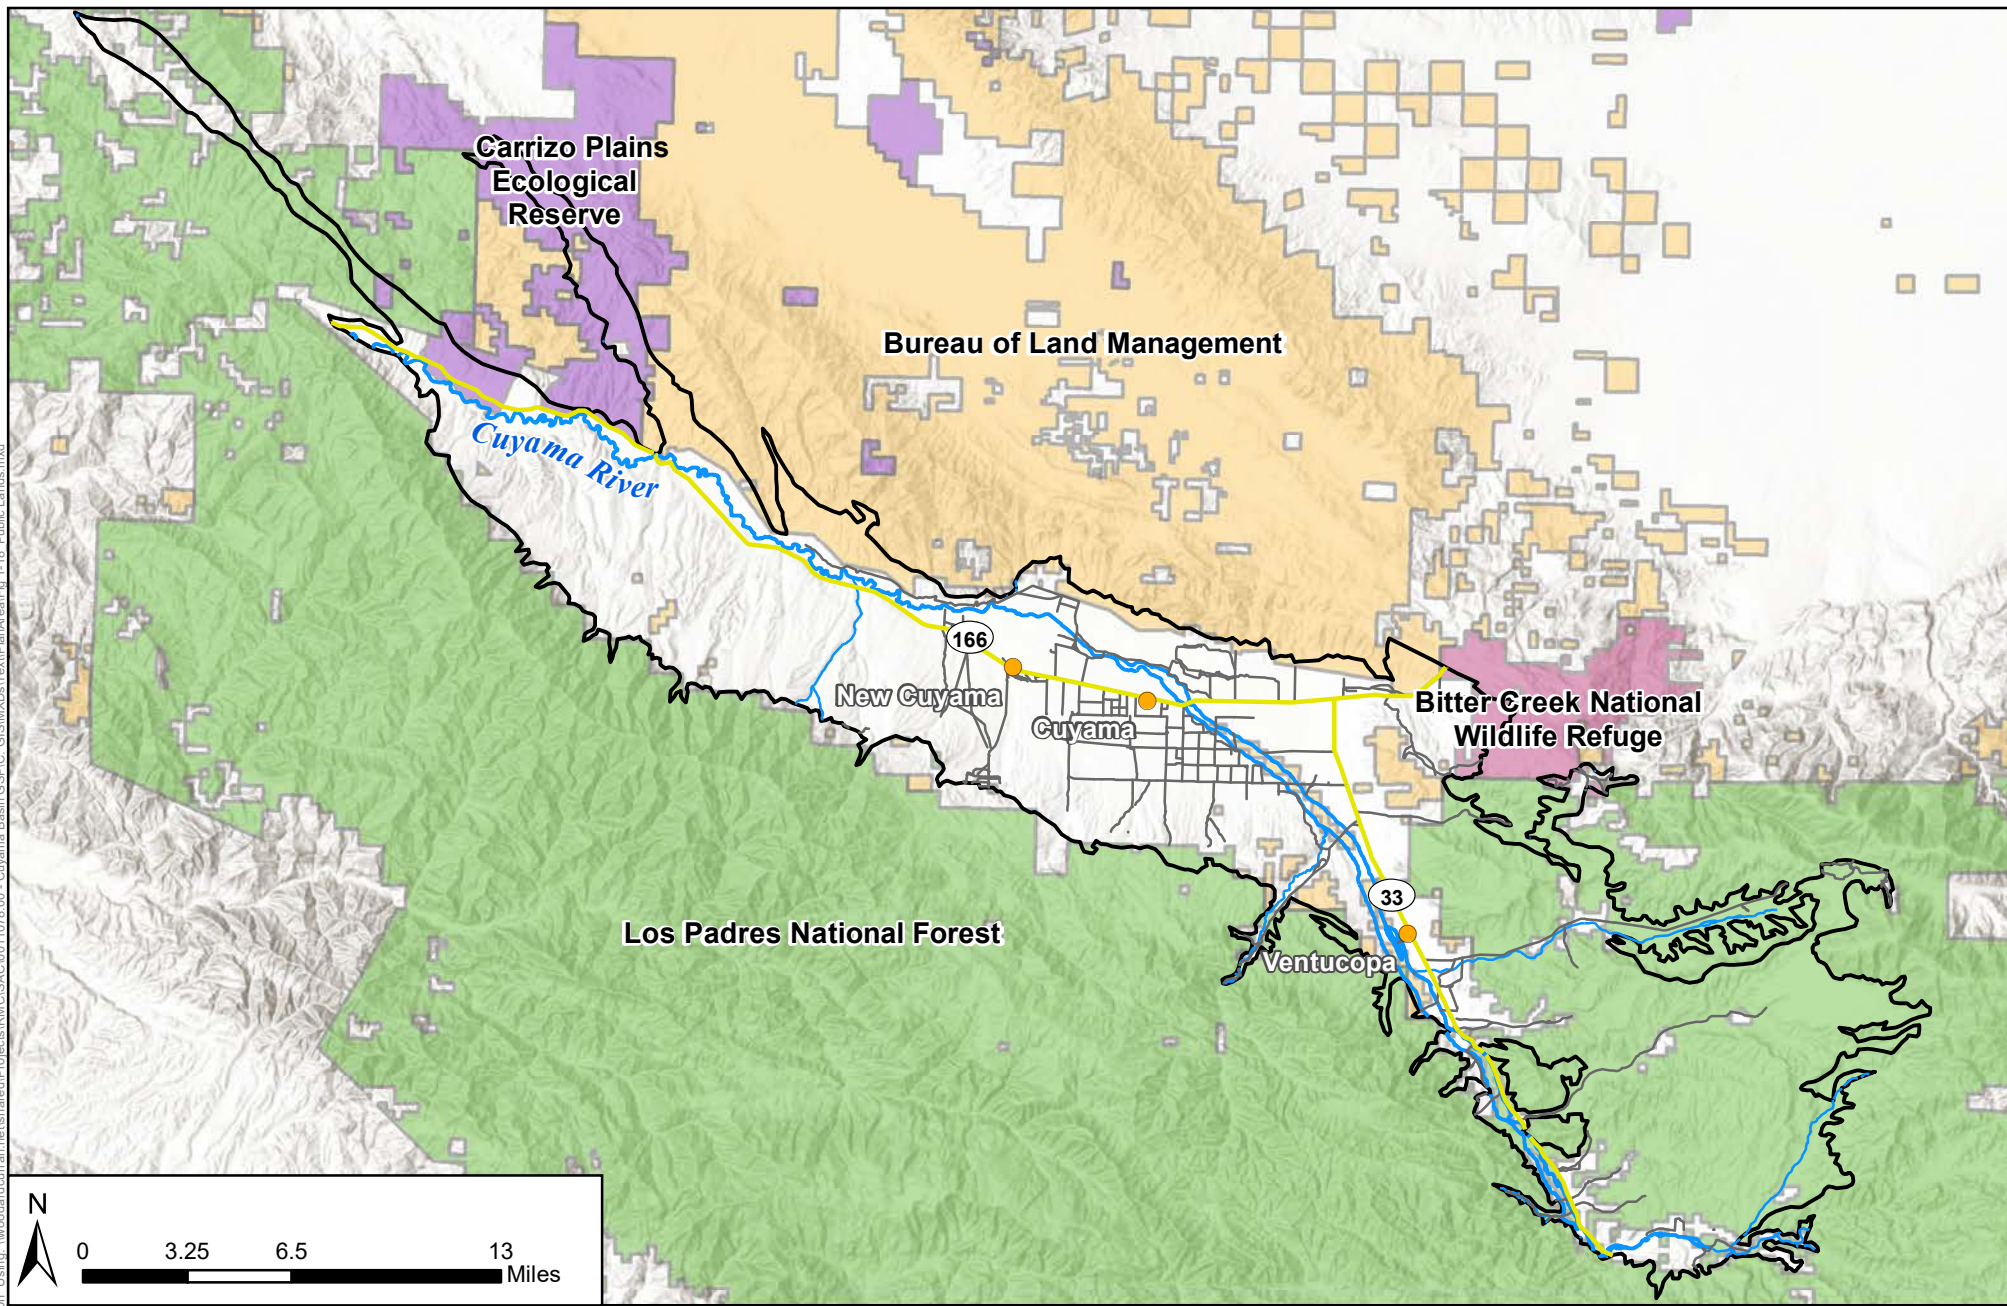 Carrizo Plains
Ecological
Reserve
Bureau of Land Management
Cuyama River
166
New Cuyama
Cuyama
Bitter Creek National
Wildlife Refuge
33
Los Padres National Forest
Ventucopa
N
0 3.25 6.5 13
Miles